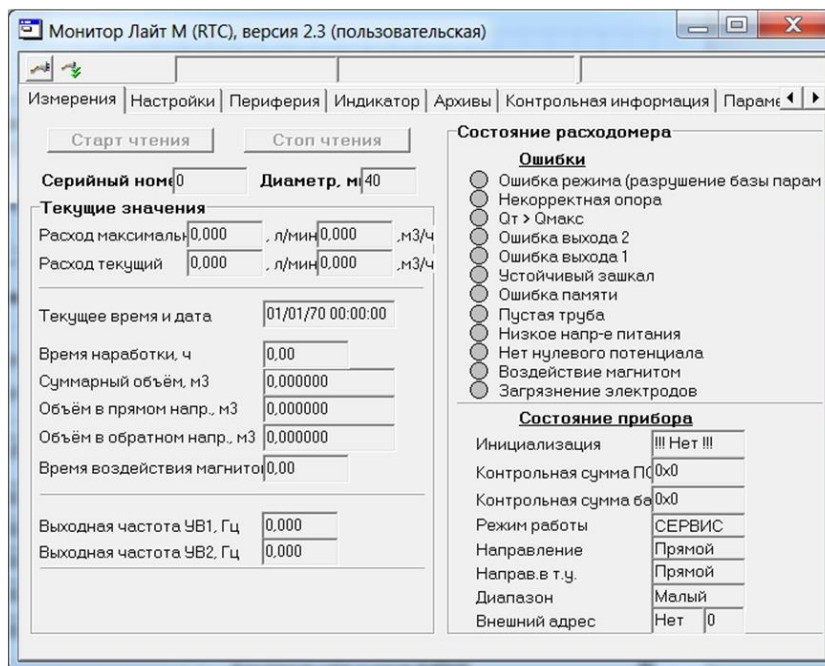 Монитор Лайт М (RTC), версия 2.3 (пользовательская)
Измерения Настройки Периферия Индикатор Архивы Контрольная информация Параме
Старт чтения Стоп чтения
Серийный номе 0 Диаметр, м 40
Текущие значения
Расход максимальн 0,000 , л/мин 0,000 ,м3/ч
Расход текущий 0,000 , л/мин 0,000 ,м3/ч
Текущее время и дата 01/01/70 00:00:00
Время наработки, ч 0,00
Суммарный объём, м3 0,000000
Объём в прямом напр., м3 0,000000
Объём в обратном напр., м3 0,000000
Время воздействия магнито 0,00
Выходная частота УВ1, Гц 0,000
Выходная частота УВ2, Гц 0,000
Состояние расходомера
Ошибки
Ошибка режима (разрушение базы парам
Некорректная опора
Qт > Qмакс
Ошибка выхода 2
Ошибка выхода 1
Устойчивый зашкал
Ошибка памяти
Пустая труба
Низкое напр-е питания
Нет нулевого потенциала
Воздействие магнитом
Загрязнение электродов
Состояние прибора
Инициализация !!! Нет !!!
Контрольная сумма ПО 0x0
Контрольная сумма ба 0x0
Режим работы СЕРВИС
Направление Прямой
Направ.в т.у. Прямой
Диапазон Малый
Внешний адрес Нет 0